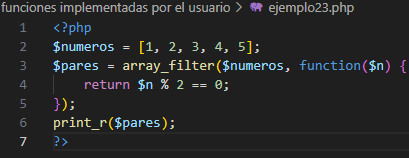 funciones implementadas por el usuario > ejemplo23.php
1 <?php
2 $numeros = [1, 2, 3, 4, 5];
3 $pares = array_filter($numeros, function($n) {
4     return $n % 2 == 0;
5 });
6 print_r($pares);
7 ?>